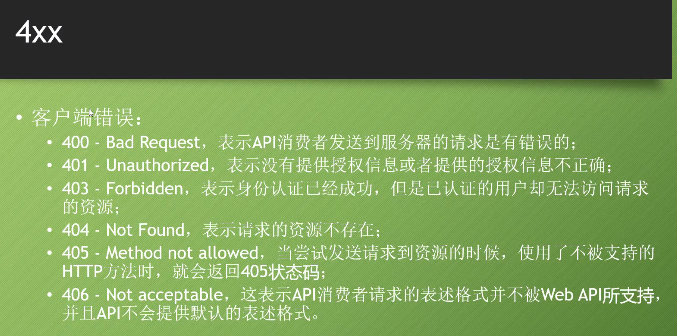 4xx
• 客户端错误：
• 400 - Bad Request，表示API消费者发送到服务器的请求是有错误的；
• 401 - Unauthorized，表示没有提供授权信息或者提供的授权信息不正确；
• 403 - Forbidden，表示身份认证已经成功，但是已认证的用户却无法访问请求
的资源；
• 404 - Not Found，表示请求的资源不存在；
• 405 - Method not allowed，当尝试发送请求到资源的时候，使用了不被支持的
HTTP方法时，就会返回405状态码；
• 406 - Not acceptable，这表示API消费者请求的表述格式并不被Web API所支持，
并且API不会提供默认的表述格式。